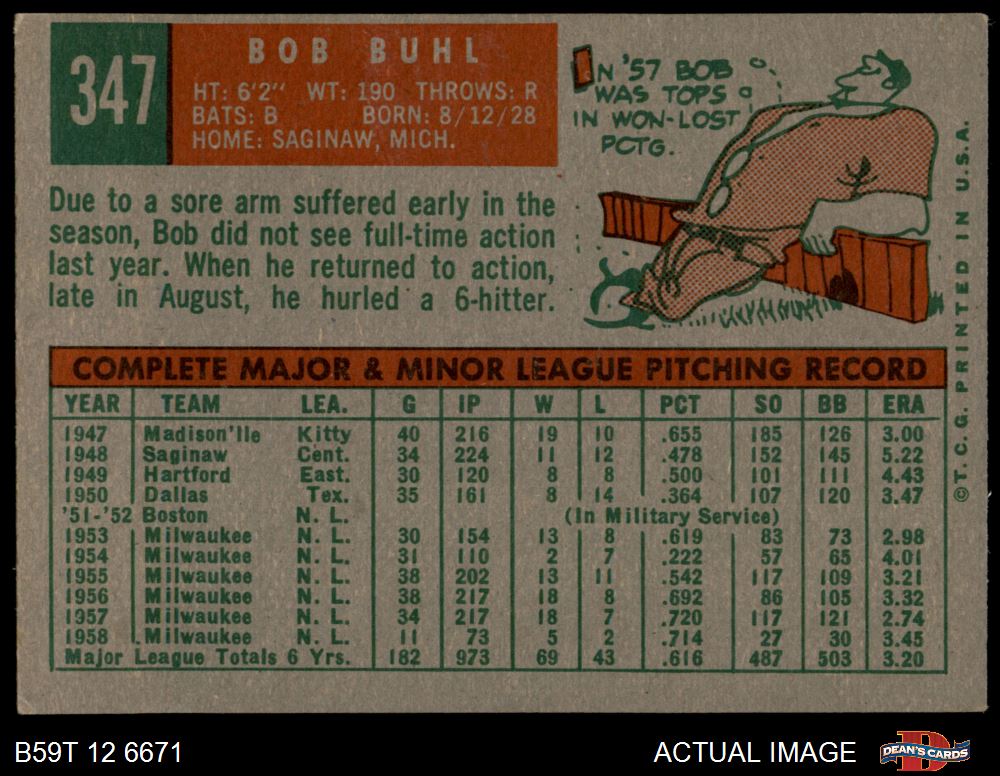 347
BOB BUHL
HT: 6'2" WT: 190 THROWS: R
BATS: B BORN: 8/12/28
HOME: SAGINAW, MICH.
IN '57 BOB
WAS TOPS
IN WON-LOST
PCTG.
Due to a sore arm suffered early in the
season, Bob did not see full-time action
last year. When he returned to action,
late in August, he hurled a 6-hitter.
COMPLETE MAJOR & MINOR LEAGUE PITCHING RECORD
YEAR TEAM LEA. G IP W L PCT SO BB ERA
1947 Madison'lle Kitty 40 216 19 10 .655 185 126 3.00
1948 Saginaw Cent. 34 224 11 12 .478 152 145 5.22
1949 Hartford East. 30 120 8 8 .500 101 111 4.43
1950 Dallas Tex. 35 161 8 14 .364 107 120 3.47
'51-'52 Boston N. L. (In Military Service)
1953 Milwaukee N. L. 30 154 13 8 .619 83 73 2.98
1954 Milwaukee N. L. 31 110 2 7 .222 57 65 4.01
1955 Milwaukee N. L. 38 202 13 11 .542 117 109 3.21
1956 Milwaukee N. L. 38 217 18 8 .692 86 105 3.32
1957 Milwaukee N. L. 34 217 18 7 .720 117 121 2.74
1958 Milwaukee N. L. 11 73 5 2 .714 27 30 3.45
Major League Totals 6 Yrs. 182 973 69 43 .616 487 503 3.20
© T. C. G. PRINTED IN U.S.A.
B59T 12 6671
ACTUAL IMAGE
D
DEAN'S CARDS